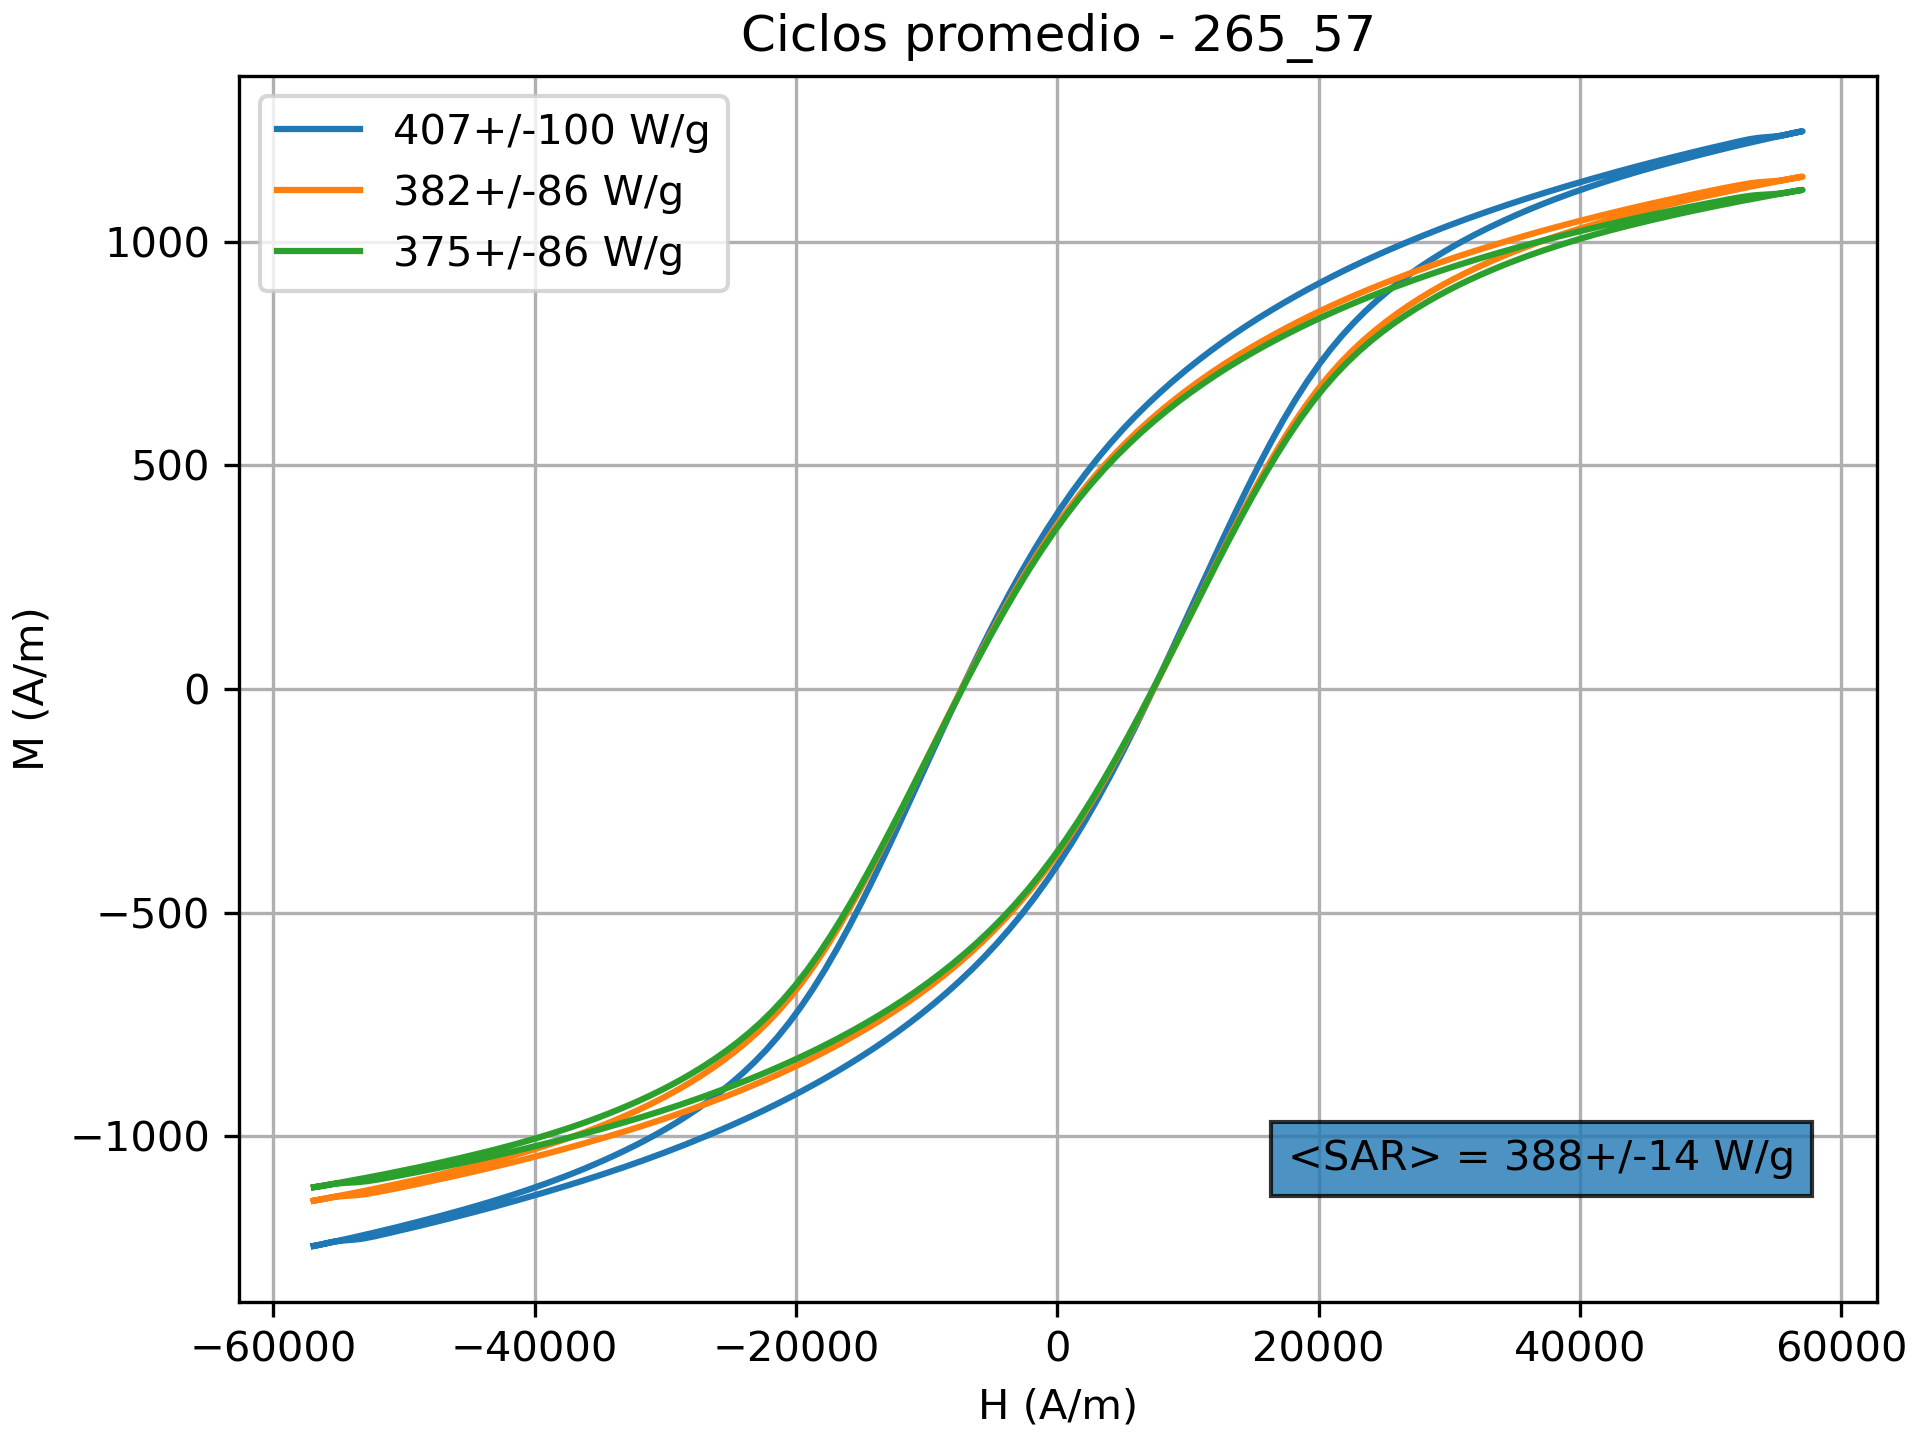 Ciclos promedio - 265_57
407+/-100 W/g
382+/-86 W/g
375+/-86 W/g
1000
500
0
−500
−1000
M (A/m)
<SAR> = 388+/-14 W/g
−60000 −40000 −20000 0 20000 40000 60000
H (A/m)